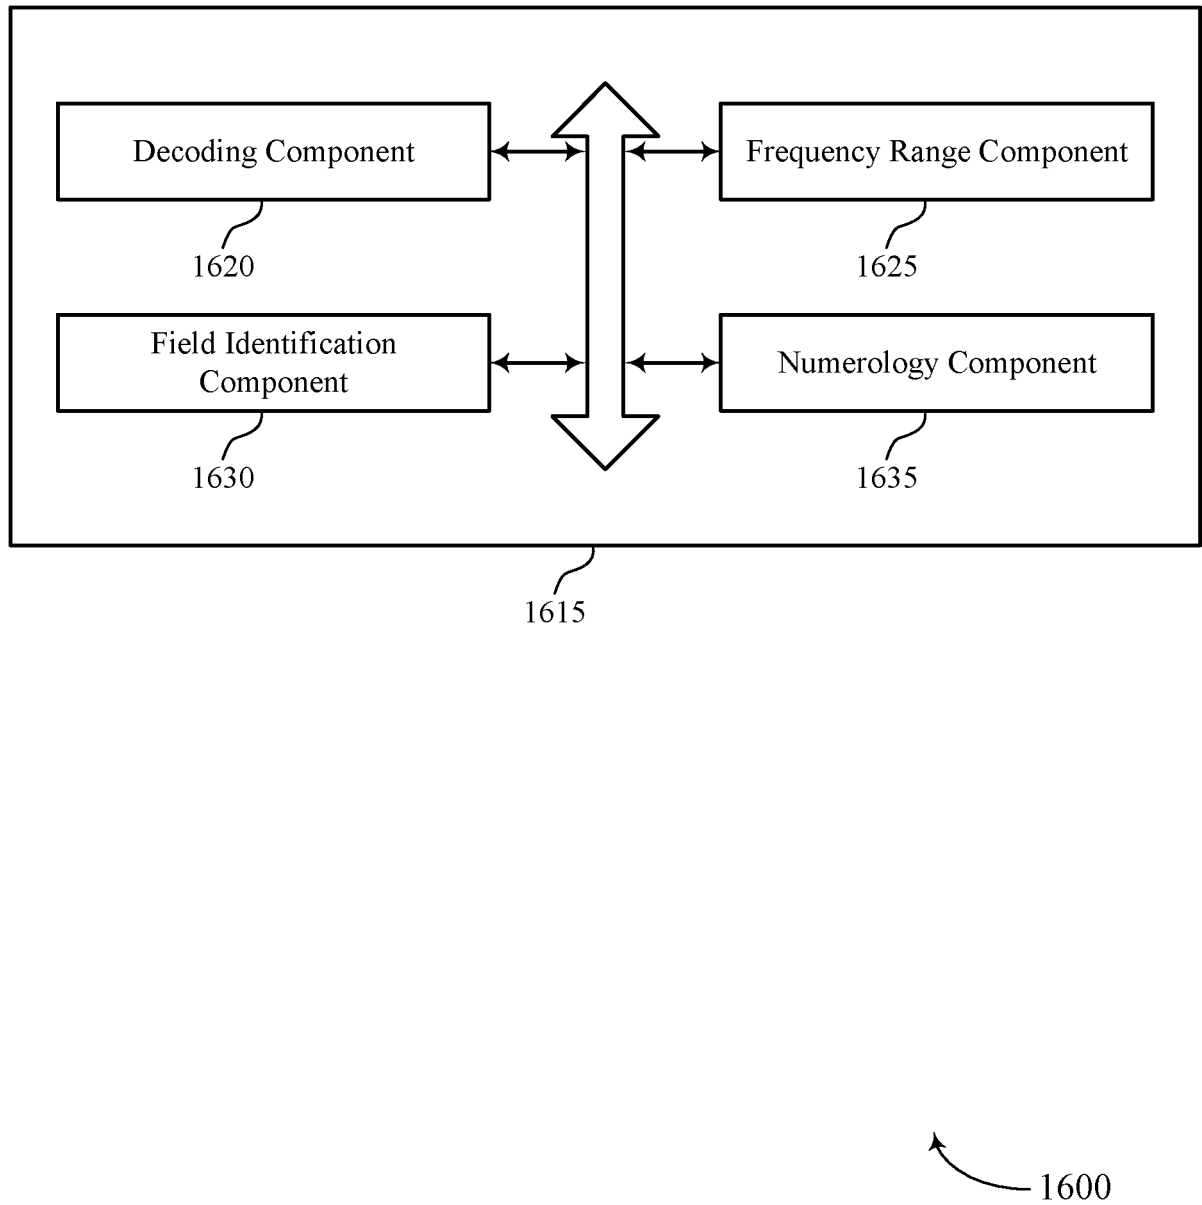 Decoding Component
Frequency Range Component
1620
1625
Field Identification
Component
Numerology Component
1630
1635
1615
1600